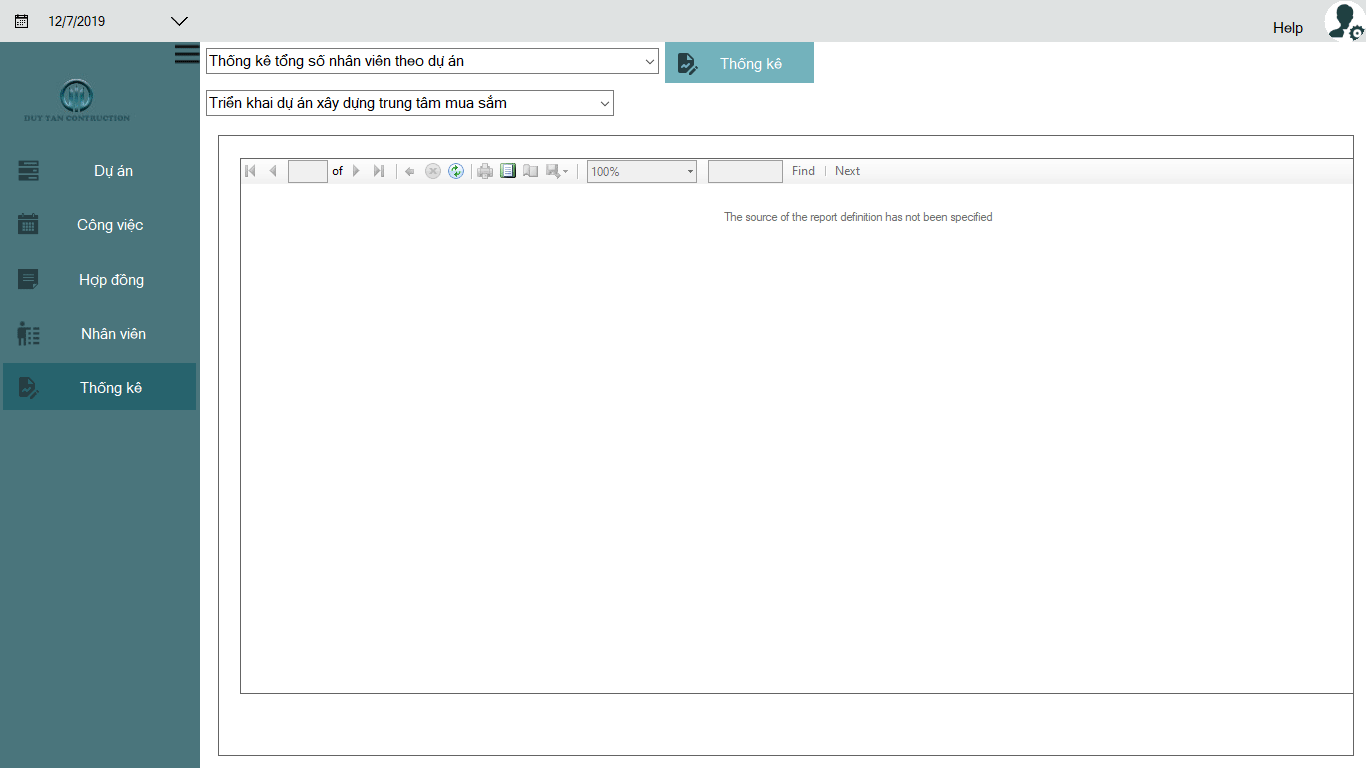 12/7/2019
Help
Thống kê tổng số nhân viên theo dự án
Thống kê
Triển khai dự án xây dựng trung tâm mua sắm
DUY TAN CONTRUCTION
Dự án
Công việc
Hợp đồng
Nhân viên
Thống kê
of
100%
Find | Next
The source of the report definition has not been specified